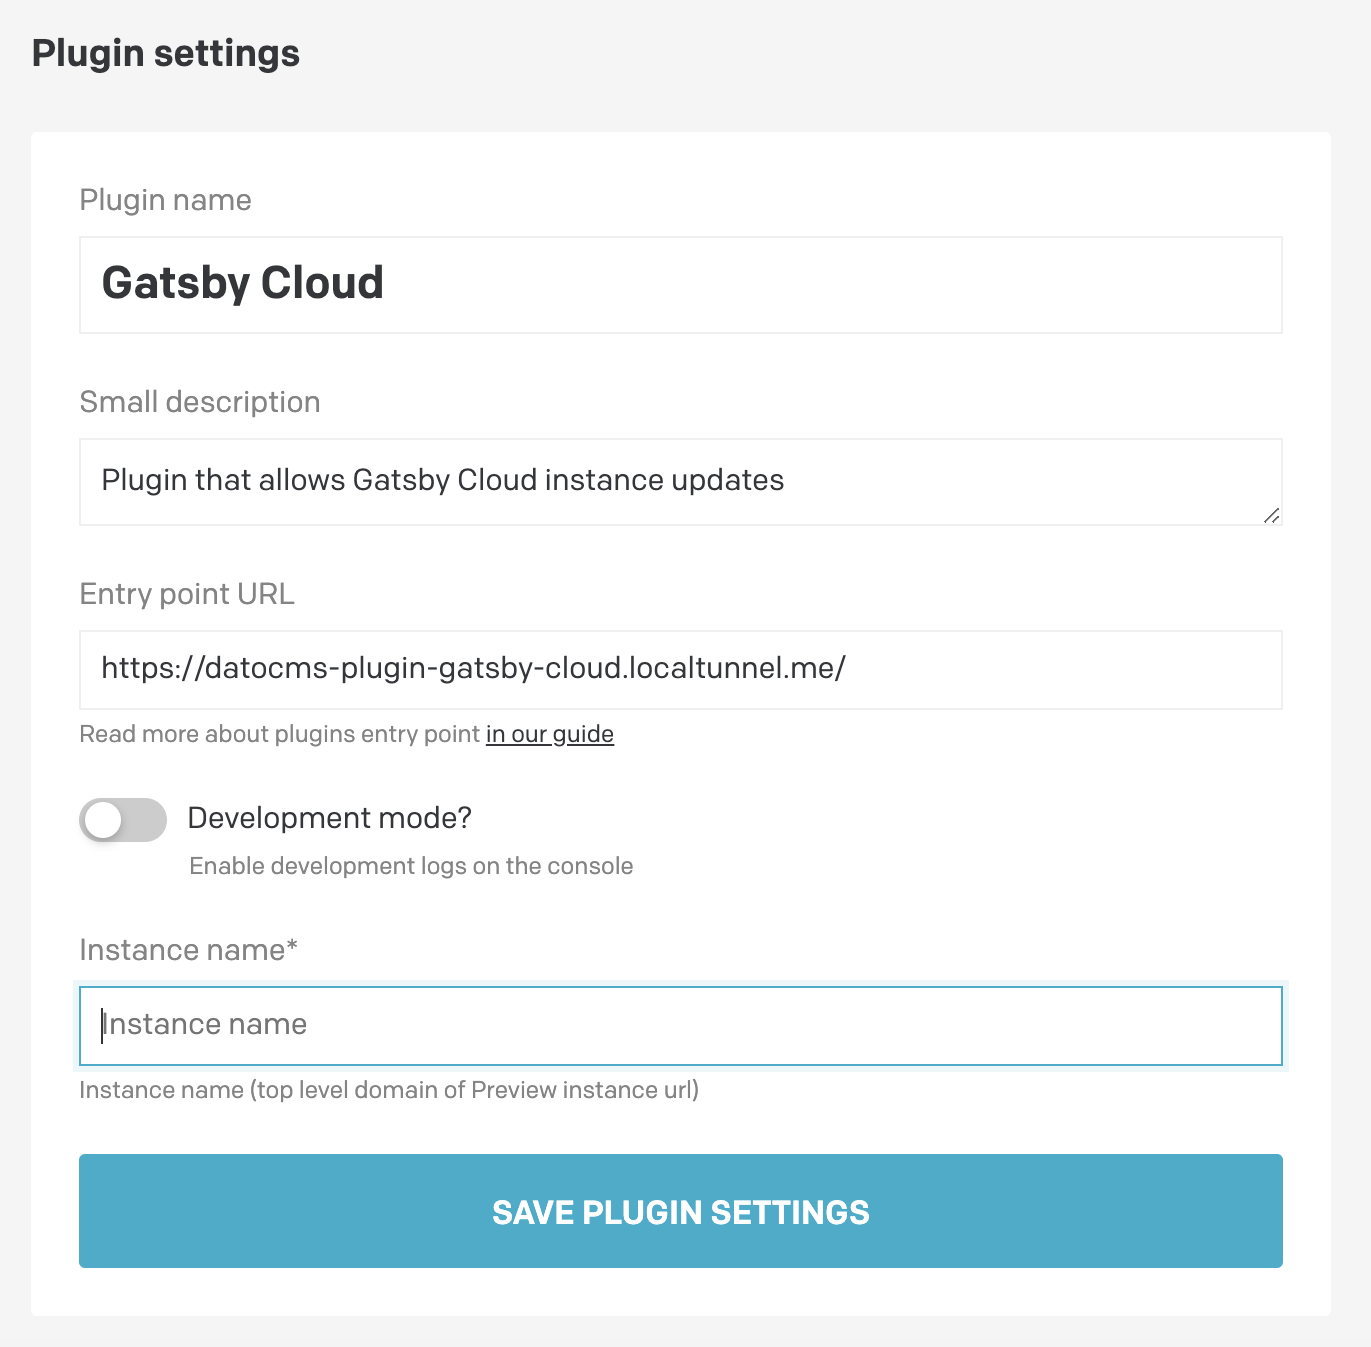 Plugin settings
Plugin name
Gatsby Cloud
Small description
Plugin that allows Gatsby Cloud instance updates
Entry point URL
https://datocms-plugin-gatsby-cloud.localtunnel.me/
Read more about plugins entry point in our guide
Development mode?
Enable development logs on the console
Instance name*
Instance name
Instance name (top level domain of Preview instance url)
SAVE PLUGIN SETTINGS